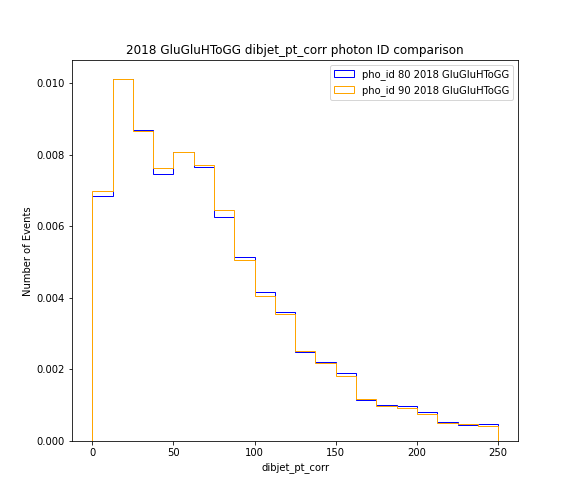 2018 GluGluHToGG dibjet_pt_corr photon ID comparison
pho_id 80 2018 GluGluHToGG
pho_id 90 2018 GluGluHToGG
Number of Events
0.010
0.008
0.006
0.004
0.002
0.000
0
50
100
150
200
250
dibjet_pt_corr